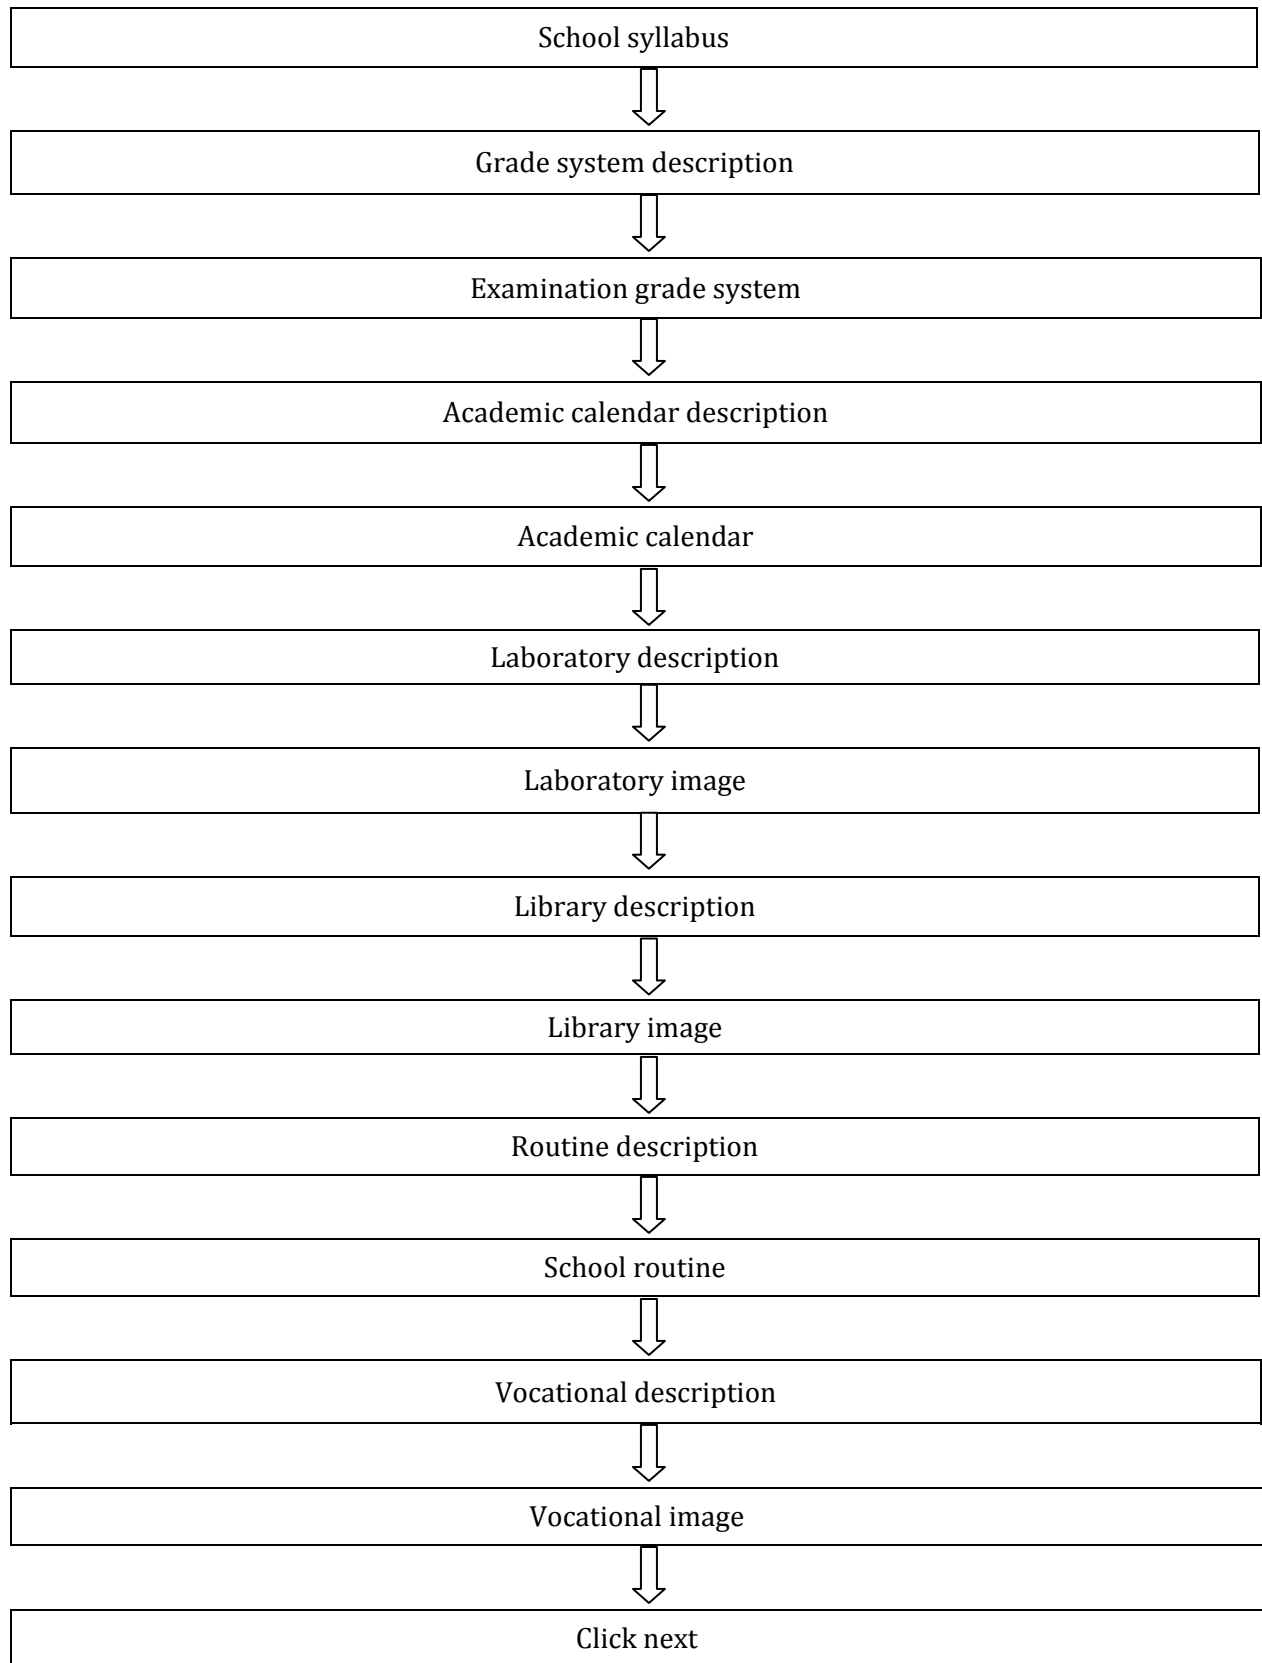 School syllabus
Grade system description
Examination grade system
Academic calendar description
Academic calendar
Laboratory description
Laboratory image
Library description
Library image
Routine description
School routine
Vocational description
Vocational image
Click next